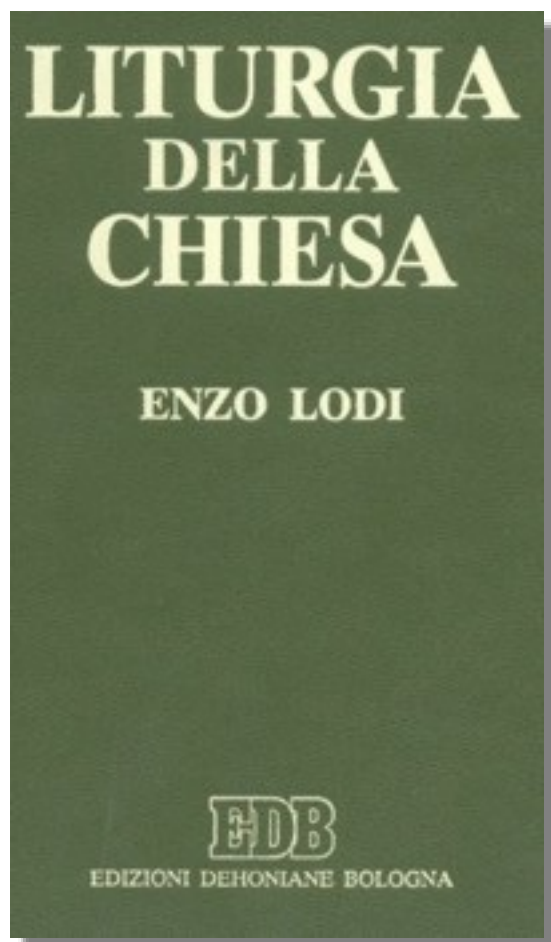 LITURGIA
DELLA
CHIESA
ENZO LODI
EDB
EDIZIONI DEHONIANE BOLOGNA